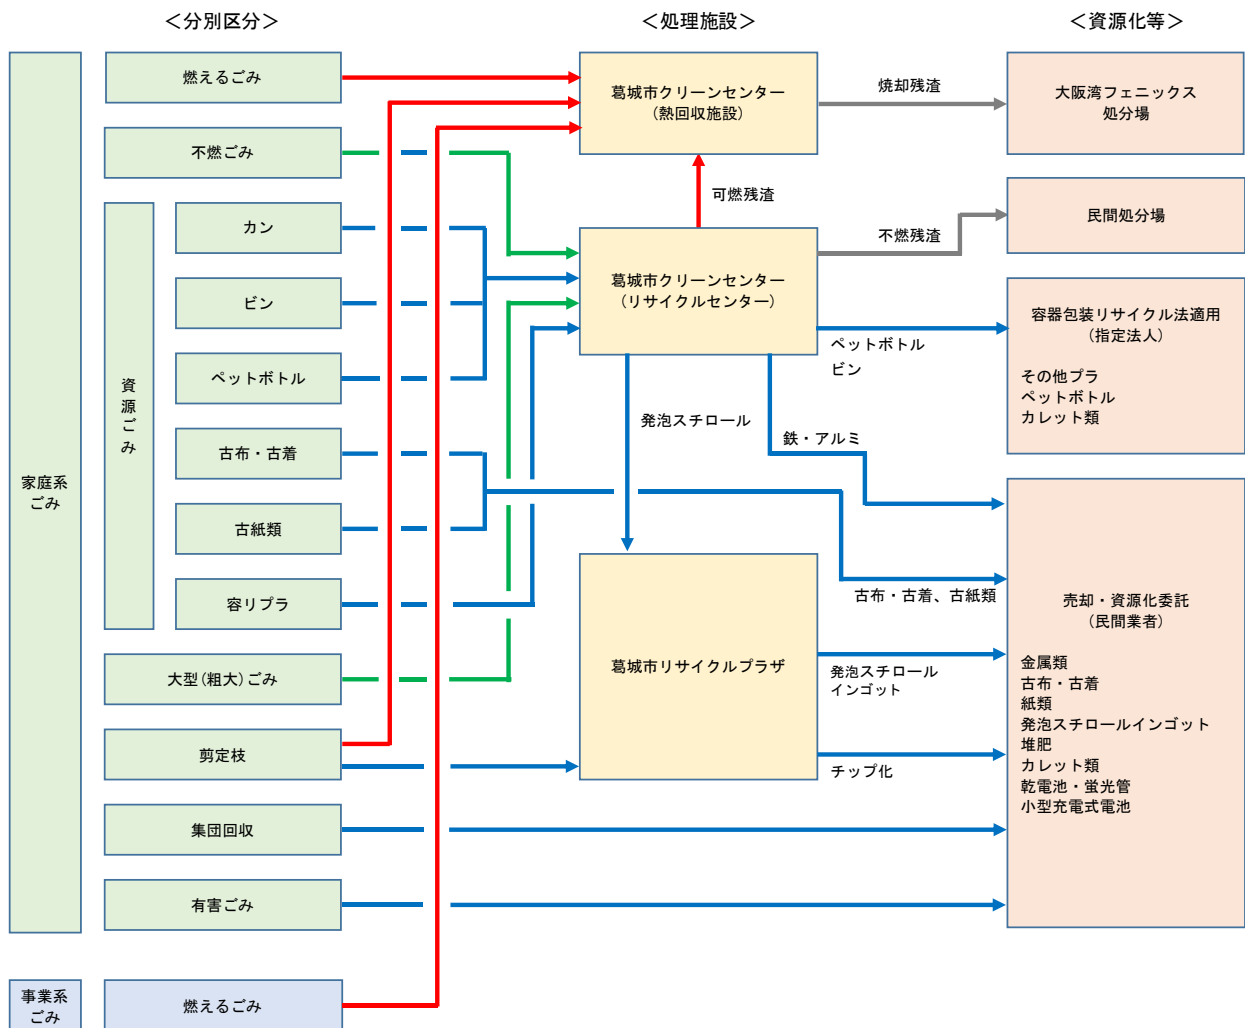 ＜分別区分＞
＜処理施設＞
＜資源化等＞
家庭系
ごみ
燃えるごみ
不燃ごみ
資
源
ご
み
カン
ビン
ペットボトル
古布・古着
古紙類
容リプラ
大型(粗大)ごみ
剪定枝
集団回収
有害ごみ
事業系
ごみ
燃えるごみ
葛城市クリーンセンター
(熱回収施設)
可燃残渣
葛城市クリーンセンター
(リサイクルセンター)
発泡スチロール
鉄・アルミ
葛城市リサイクルプラザ
焼却残渣
不燃残渣
ペットボトル
ビン
古布・古着、古紙類
発泡スチロール
インゴット
チップ化
大阪湾フェニックス
処分場
民間処分場
容器包装リサイクル法適用
(指定法人)
その他プラ
ペットボトル
カレット類
売却・資源化委託
(民間業者)
金属類
古布・古着
紙類
発泡スチロールインゴット
堆肥
カレット類
乾電池・蛍光管
小型充電式電池